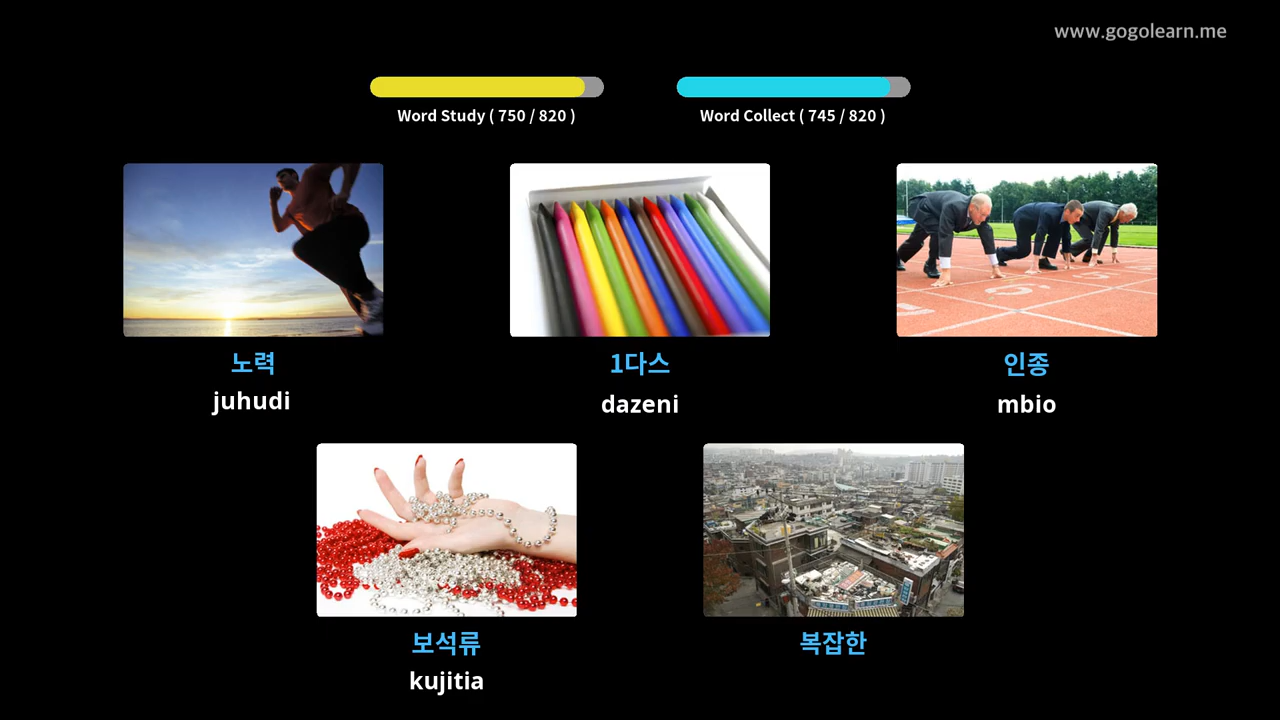 www.gogolearn.me
Word Study ( 750 / 820 )
Word Collect ( 745 / 820 )
노력
juhudi
1다스
dazeni
인종
mbio
보석류
kujitia
복잡한